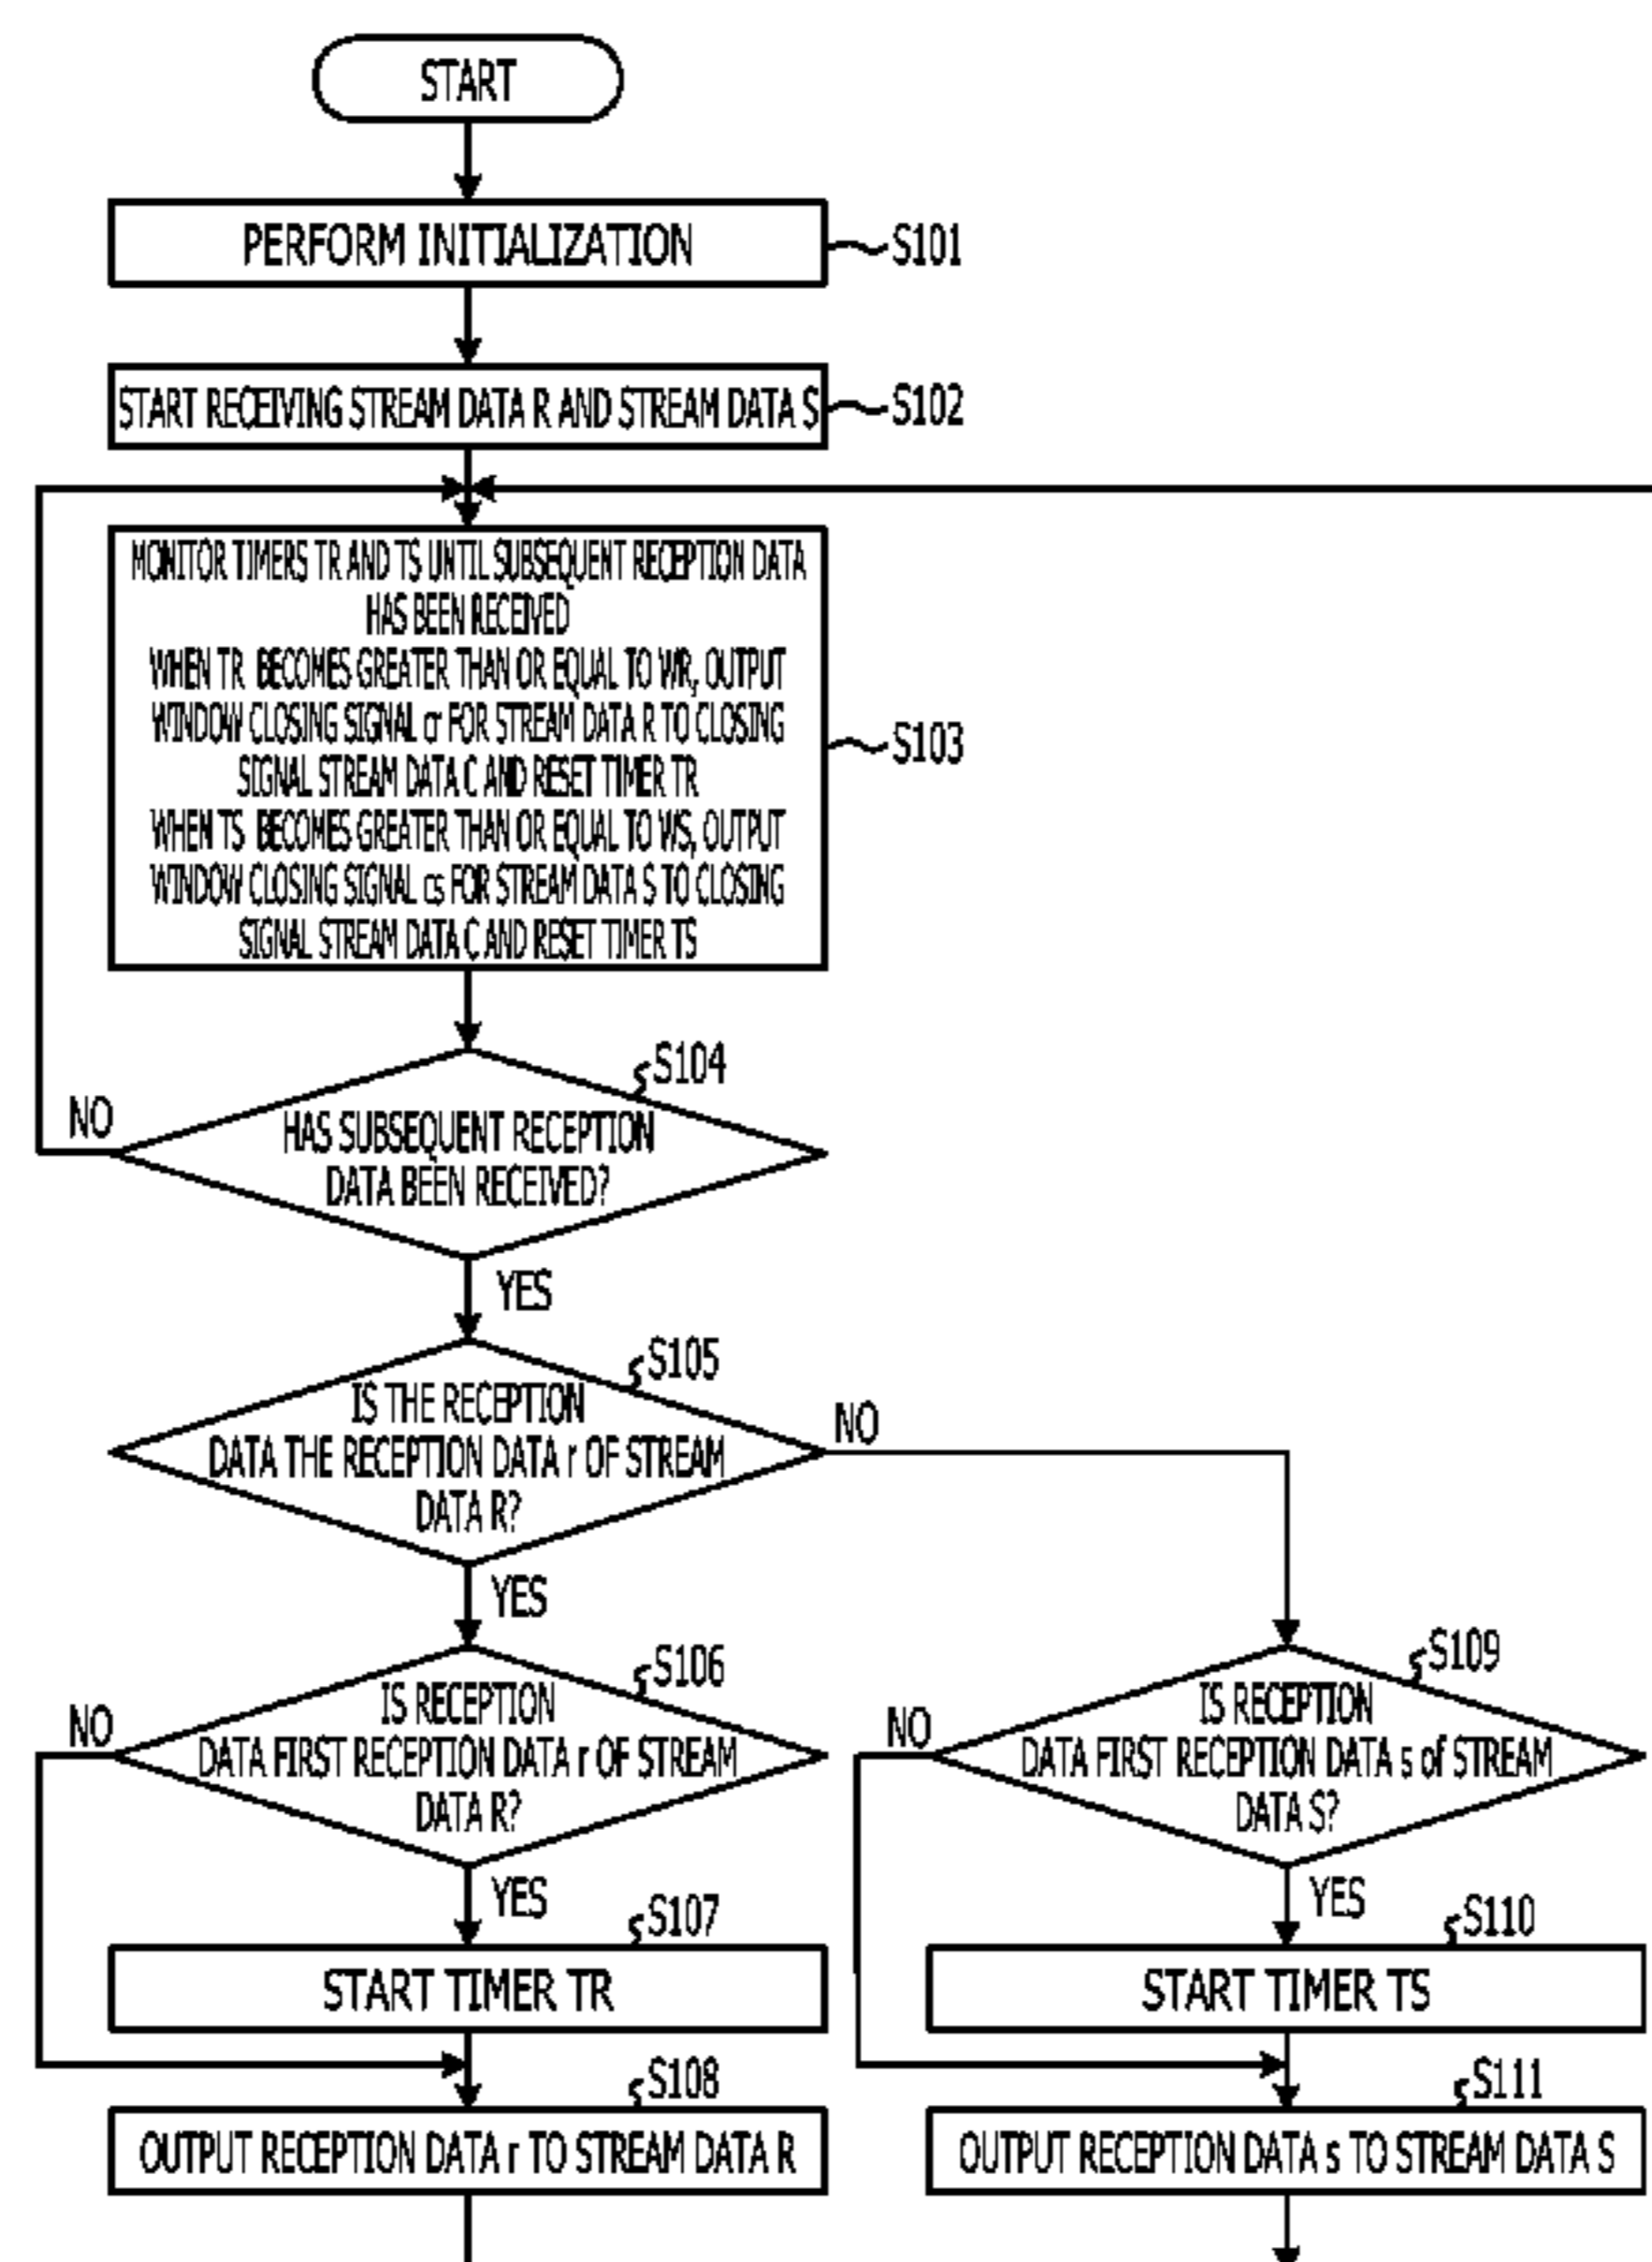 START
PERFORM INITIALIZATION
S101
START RECEIVING STREAM DATA R AND STREAM DATA S
S102
MONITOR TIMERS TR AND TS UNTIL SUBSEQUENT RECEPTION DATA
HAS BEEN RECEIVED
WHEN TR BECOMES GREATER THAN OR EQUAL TO WR, OUTPUT
WINDOW CLOSING SIGNAL cr FOR STREAM DATA R TO CLOSING
SIGNAL STREAM DATA C AND RESET TIMER TR
WHEN TS BECOMES GREATER THAN OR EQUAL TO WS, OUTPUT
WINDOW CLOSING SIGNAL cs FOR STREAM DATA S TO CLOSING
SIGNAL STREAM DATA C AND RESET TIMER TS
S103
S104
NO
HAS SUBSEQUENT RECEPTION
DATA BEEN RECEIVED?
YES
S105
IS THE RECEPTION
DATA THE RECEPTION DATA r OF STREAM
DATA R?
NO
YES
S106
NO
IS RECEPTION
DATA FIRST RECEPTION DATA r OF STREAM
DATA R?
YES
S107
START TIMER TR
S108
OUTPUT RECEPTION DATA r TO STREAM DATA R
S109
NO
IS RECEPTION
DATA FIRST RECEPTION DATA s of STREAM
DATA S?
YES
S110
START TIMER TS
S111
OUTPUT RECEPTION DATA s TO STREAM DATA S